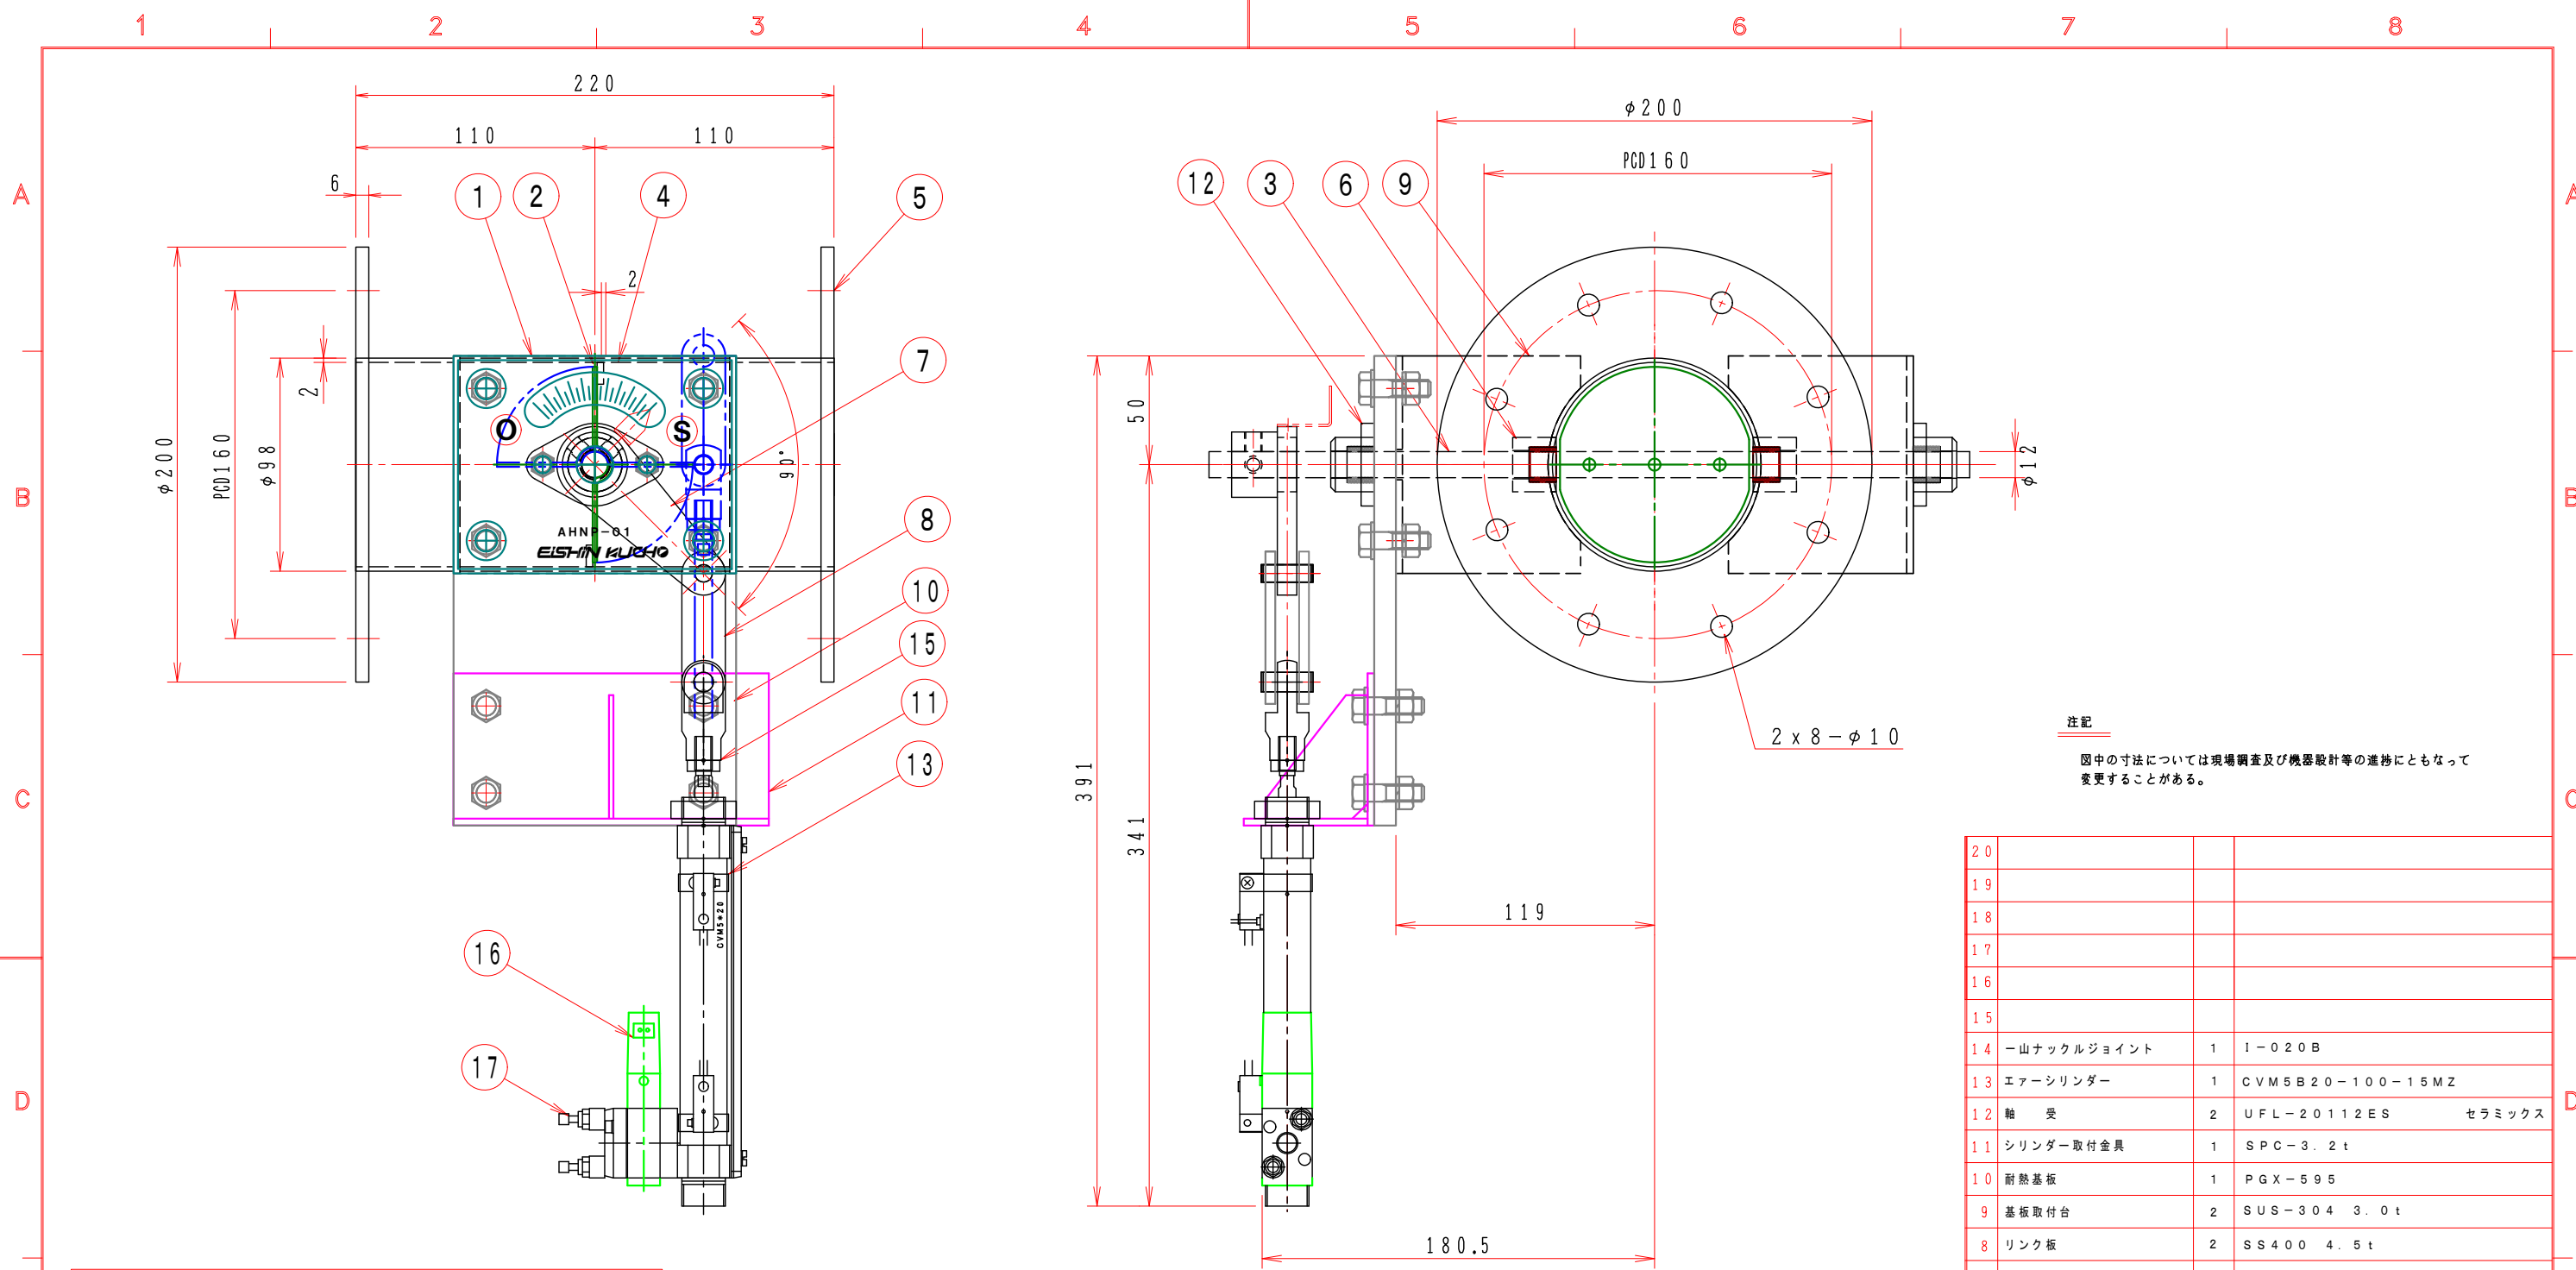 1 2 3 4 5 6 7 8
A A
B B
C C
D D
220
110 110
6
1 2 4 5
2
7
2
φ200
PCD160
φ98
O S
90°
AHNP-01
EiSHiN KUCHO
8
10
15
11
13
CVM5*20
16
17
φ200
PCD160
12 3 6 9
50
φ12
391
341
2x8-φ10
119
180.5
注記
図中の寸法については現場調査及び機器設計等の進捗にともなって
変更することがある。
20
19
18
17
16
15
14 一山ナックルジョイント 1 I-020B
13 エアーシリンダー 1 CVM5B20-100-15MZ
12 軸 受 2 UFL-20112ES セラミックス
11 シリンダー取付金具 1 SPC-3.2t
10 耐熱基板 1 PGX-595
9 基板取付台 2 SUS-304 3.0t
8 リンク板 2 SS400 4.5t